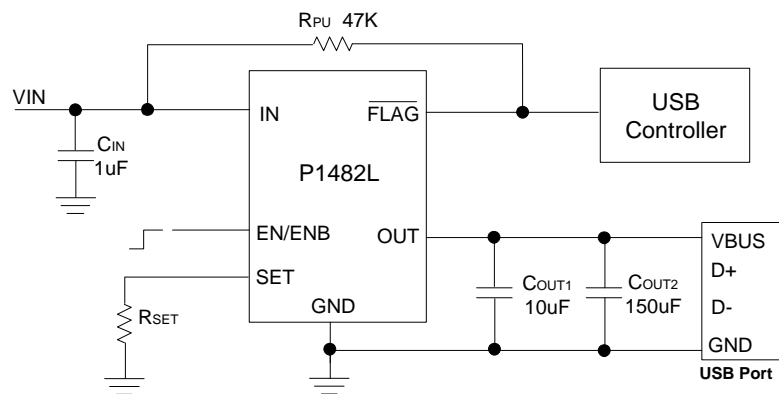 RPU 47K
VIN
IN
FLAG
USB
Controller
CIN
1uF
P1482L
EN/ENB
OUT
VBUS
SET
D+
COUT1
10uF
COUT2
150uF
D-
RSET
GND
GND
USB Port